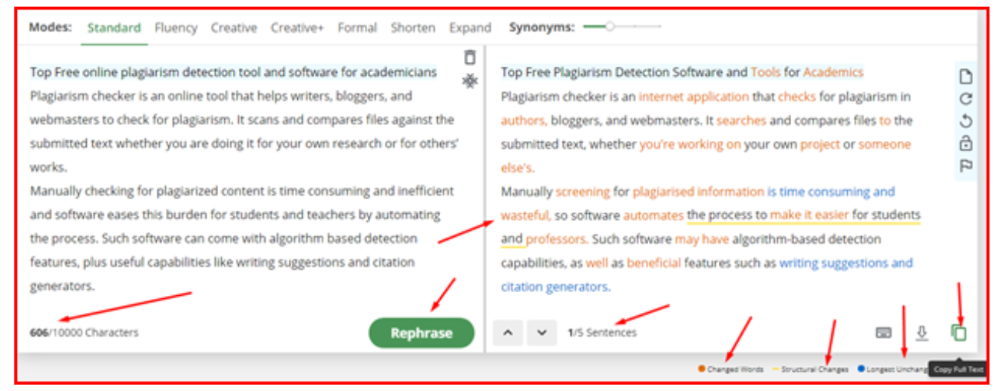 Modes: Standard Fluency Creative Creative+ Formal Shorten Expand Synonyms:
Top Free online plagiarism detection tool and software for academicians
Plagiarism checker is an online tool that helps writers, bloggers, and
webmasters to check for plagiarism. It scans and compares files against the
submitted text whether you are doing it for your own research or for others'
works.
Manually checking for plagiarized content is time consuming and inefficient
and software eases this burden for students and teachers by automating
the process. Such software can come with algorithm based detection
features, plus useful capabilities like writing suggestions and citation
generators.
606/10000 Characters
Rephrase
Top Free Plagiarism Detection Software and Tools for Academics
Plagiarism checker is an internet application that checks for plagiarism in
authors, bloggers, and webmasters. It searches and compares files to the
submitted text, whether you're working on your own project or someone
else's.
Manually screening for plagiarised information is time consuming and
wasteful, so software automates the process to make it easier for students
and professors. Such software may have algorithm-based detection
capabilities, as well as beneficial features such as writing suggestions and
citation generators.
1/5 Sentences
Changed Words Structural Changes Longest Unchang
Copy Full Text